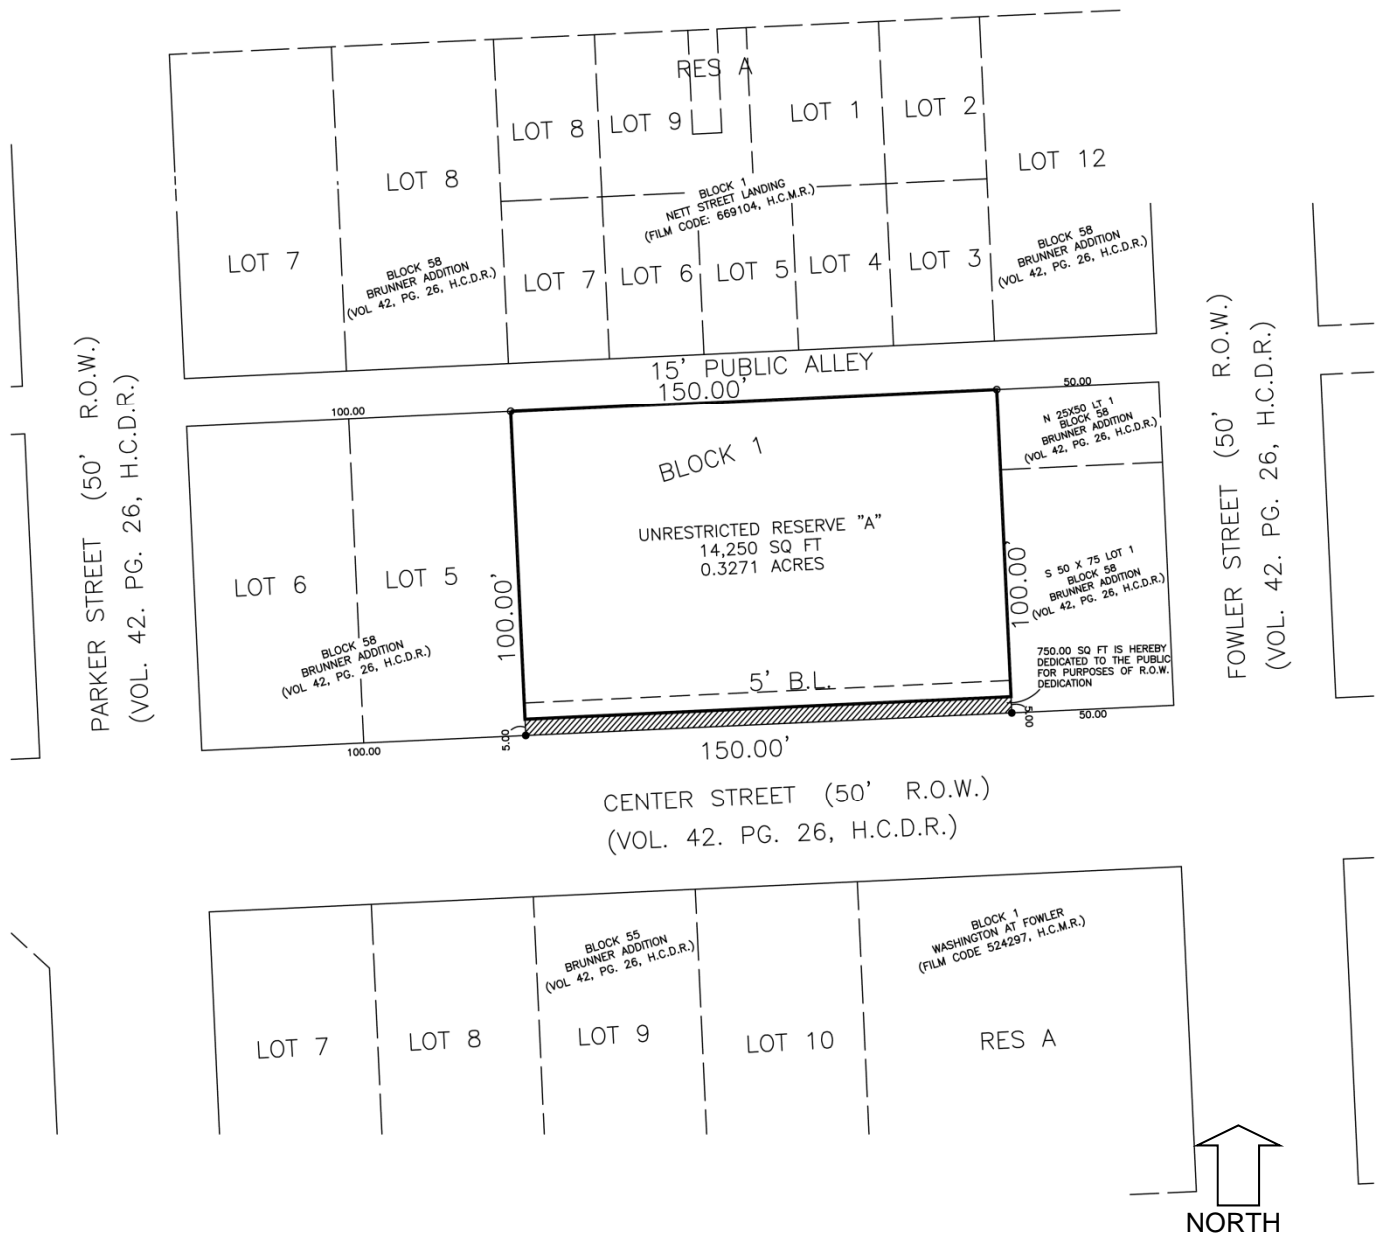 RES A
LOT 7
LOT 8
LOT 8
LOT 9
LOT 1
LOT 2
LOT 12
BLOCK 1
NETT STREET LANDING
(FILM CODE: 669104, H.C.M.R.)
BLOCK 58
BRUNNER ADDITION
(VOL 42, PG. 26, H.C.D.R.)
LOT 7
LOT 6
LOT 5
LOT 4
LOT 3
BLOCK 58
BRUNNER ADDITION
(VOL 42, PG. 26, H.C.D.R.)
15' PUBLIC ALLEY
150.00'
100.00
50.00
PARKER STREET (50' R.O.W.)
(VOL. 42. PG. 26, H.C.D.R.)
FOWLER STREET (50' R.O.W.)
(VOL. 42. PG. 26, H.C.D.R.)
N 25X50 LT 1
BLOCK 58
BRUNNER ADDITION
(VOL 42, PG. 26, H.C.D.R.)
BLOCK 1
UNRESTRICTED RESERVE "A"
14,250 SQ FT
0.3271 ACRES
LOT 6
LOT 5
100.00'
100.00'
S 50 X 75 LOT 1
BLOCK 58
BRUNNER ADDITION
(VOL 42, PG. 26, H.C.D.R.)
BLOCK 58
BRUNNER ADDITION
(VOL 42, PG. 26, H.C.D.R.)
750.00 SQ FT IS HEREBY
DEDICATED TO THE PUBLIC
FOR PURPOSES OF R.O.W.
DEDICATION
5' B.L.
100.00
5.00
150.00'
5.00
50.00
CENTER STREET (50' R.O.W.)
(VOL. 42. PG. 26, H.C.D.R.)
BLOCK 55
BRUNNER ADDITION
(VOL 42, PG. 26, H.C.D.R.)
BLOCK 1
WASHINGTON AT FOWLER
(FILM CODE 524297, H.C.M.R.)
LOT 7
LOT 8
LOT 9
LOT 10
RES A
NORTH